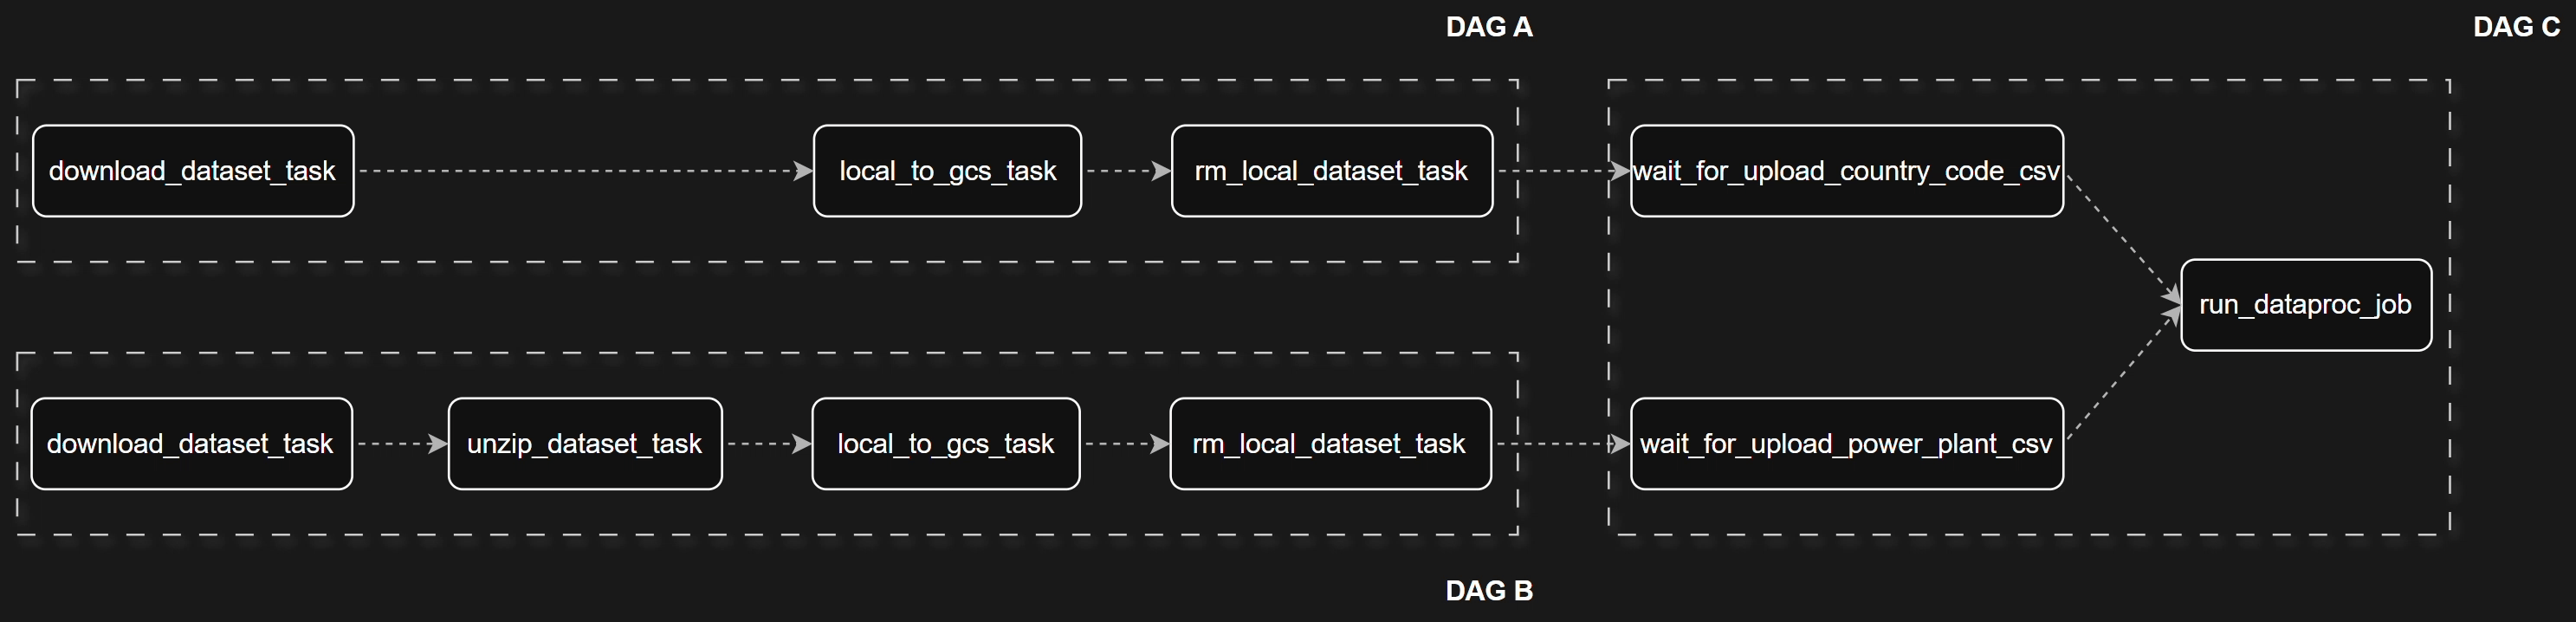 DAG A
DAG C
download_dataset_task
local_to_gcs_task
rm_local_dataset_task
wait_for_upload_country_code_csv
run_dataproc_job
download_dataset_task
unzip_dataset_task
local_to_gcs_task
rm_local_dataset_task
wait_for_upload_power_plant_csv
DAG B